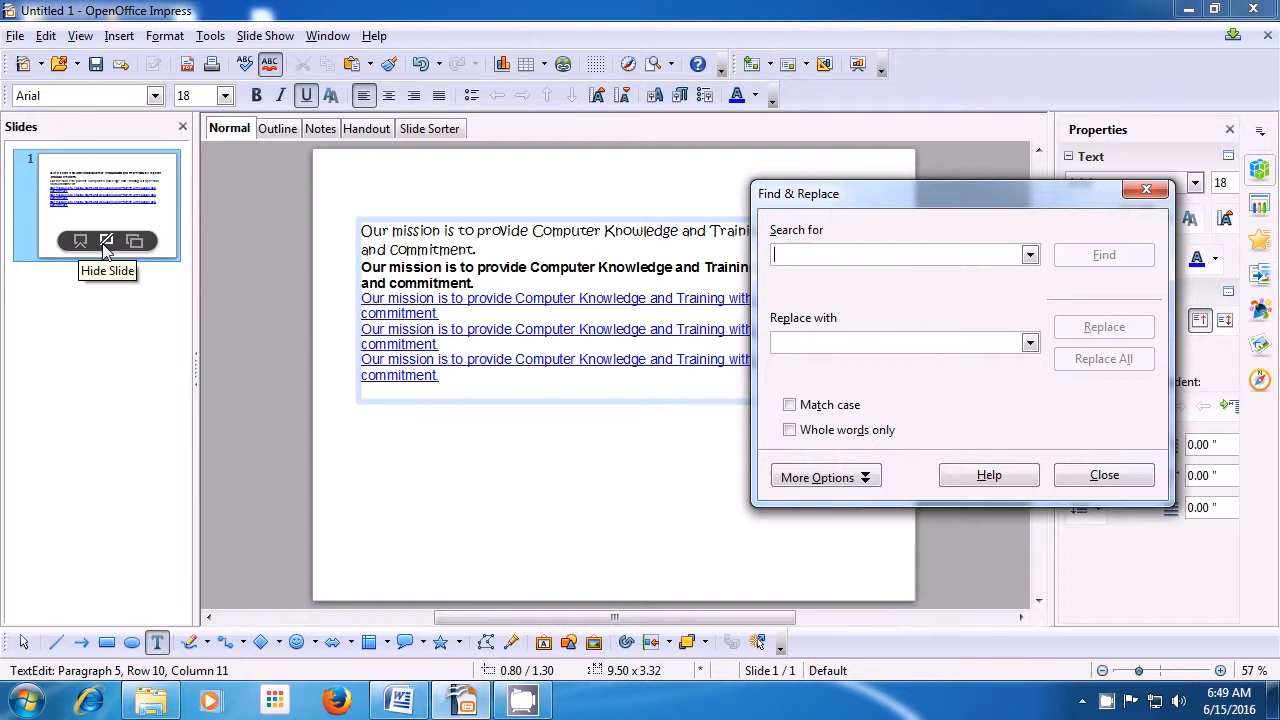 Untitled 1 - OpenOffice Impress
File Edit View Insert Format Tools Slide Show Window Help
Arial 18
Slides
Normal Outline Notes Handout Slide Sorter
Properties
Text
18
1
Hide Slide
Our mission is to provide Computer Knowledge and Traini
and Commitment.
Our mission is to provide Computer Knowledge and Trainin
and commitment.
Our mission is to provide Computer Knowledge and Training with
commitment.
Our mission is to provide Computer Knowledge and Training with
commitment.
Our mission is to provide Computer Knowledge and Training with
commitment.
Find & Replace
Search for
Find
Replace with
Replace
Replace All
Match case
Whole words only
More Options Help Close
dent:
0.00 "
0.00 "
0.00 "
TextEdit: Paragraph 5, Row 10, Column 11 0.80 / 1.30 9.50 x 3.32 * Slide 1 / 1 Default 57 %
6:49 AM
6/15/2016